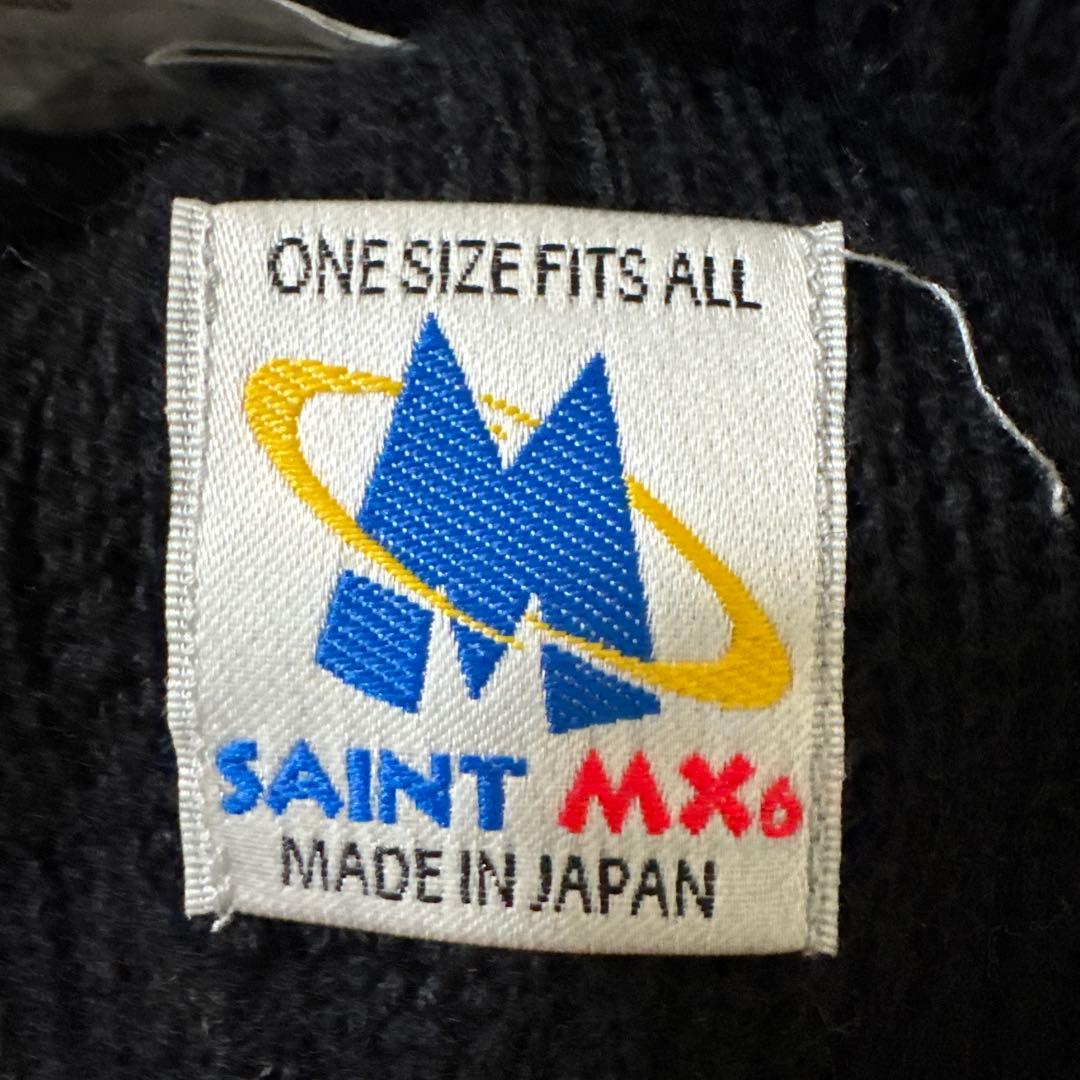 ONE SIZE FITS ALL
SAINT MX6
MADE IN JAPAN